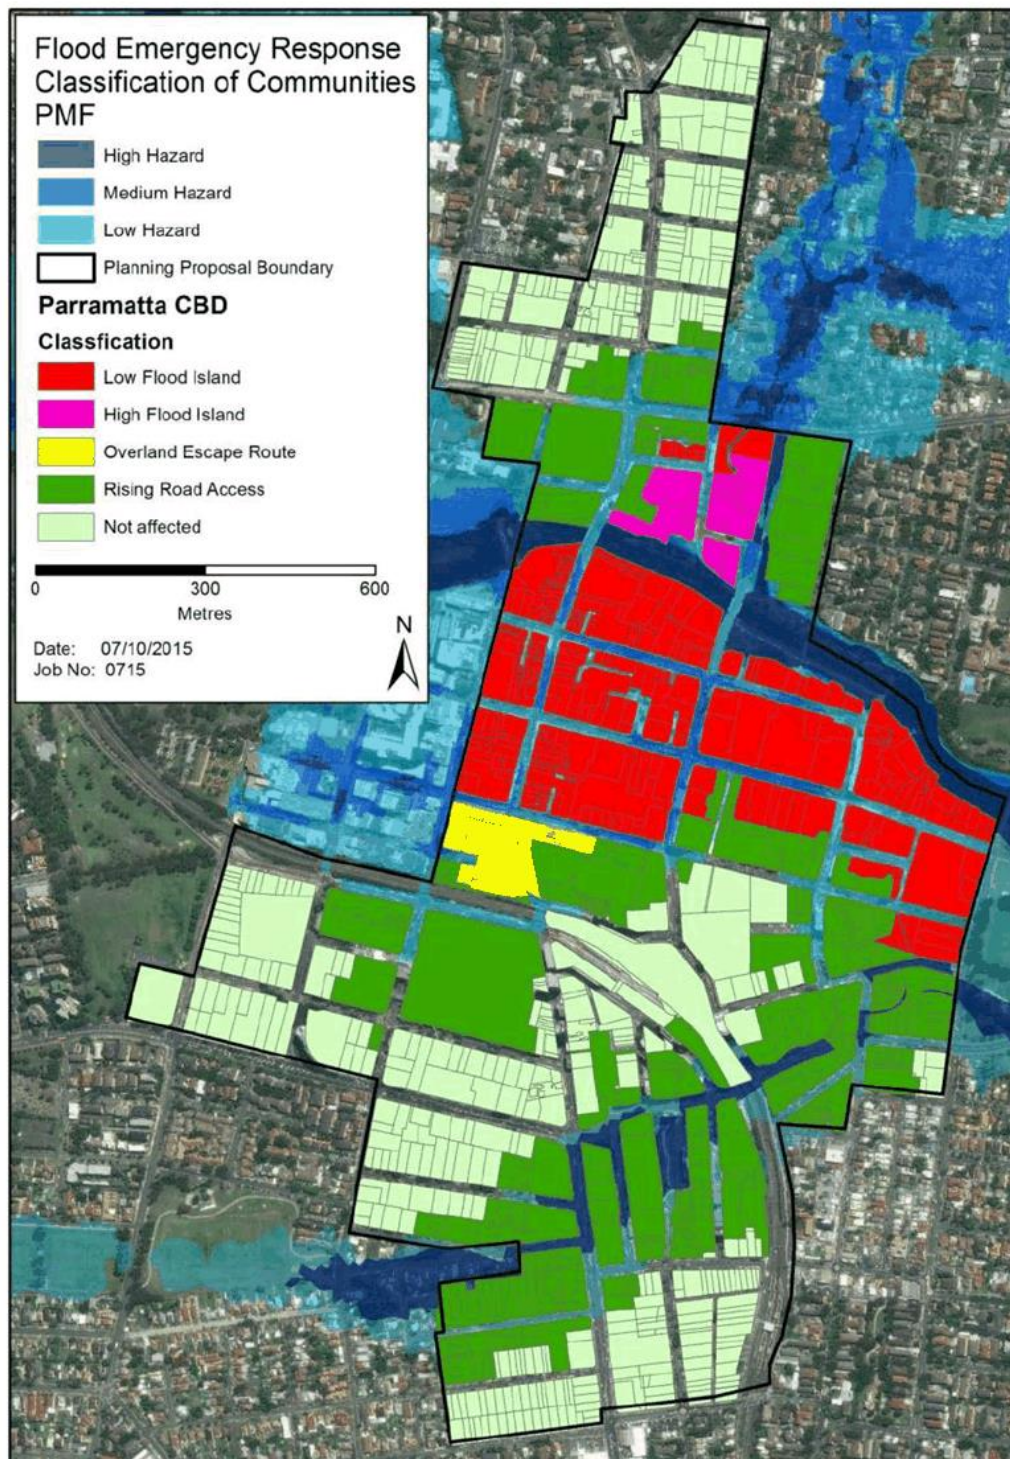 Flood Emergency Response
Classification of Communities
PMF
High Hazard
Medium Hazard
Low Hazard
Planning Proposal Boundary
Parramatta CBD
Classfication
Low Flood Island
High Flood Island
Overland Escape Route
Rising Road Access
Not affected
0 300 600
Metres
N
Date: 07/10/2015
Job No: 0715